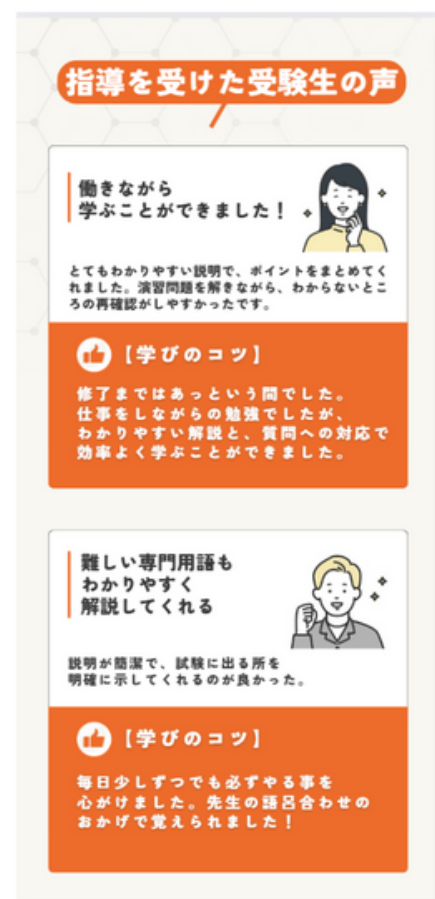 指導を受けた受験生の声
働きながら
学ぶことができました！
とてもわかりやすい説明で、ポイントをまとめてく
れました。演習問題を解きながら、わからないとこ
ろの再確認がしやすかったです。
【学びのコツ】
修了まではあっという間でした。
仕事をしながらの勉強でしたが、
わかりやすい解説と、質問への対応で
効率よく学ぶことができました。
難しい専門用語も
わかりやすく
解説してくれる
説明が簡潔で、試験に出る所を
明確に示してくれるのが良かった。
【学びのコツ】
毎日少しずつでも必ずやる事を
心がけました。先生の語呂合わせの
おかげで覚えられました！